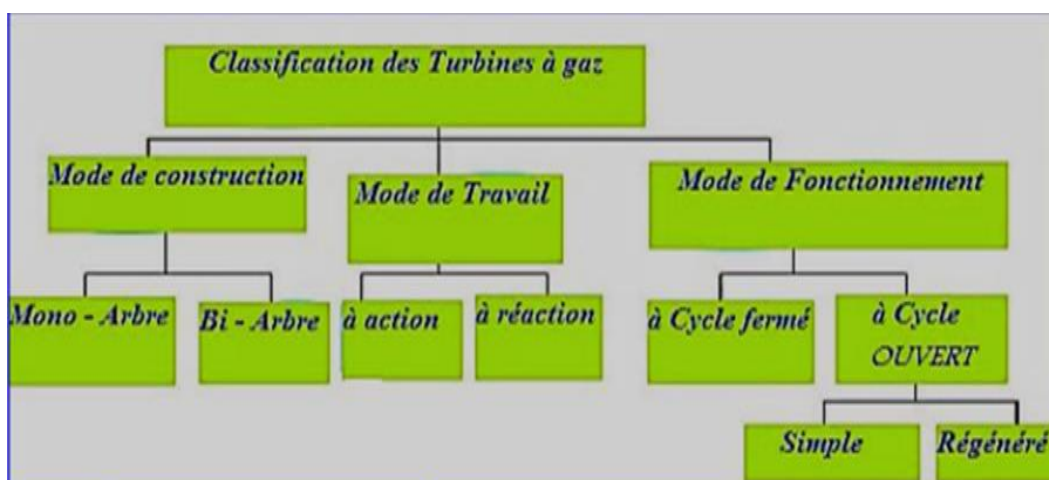 Classification des Turbines à gaz
Mode de construction
Mode de Travail
Mode de Fonctionnement
Mono - Arbre
Bi - Arbre
à action
à réaction
à Cycle fermé
à Cycle
OUVERT
Simple
Régénéré